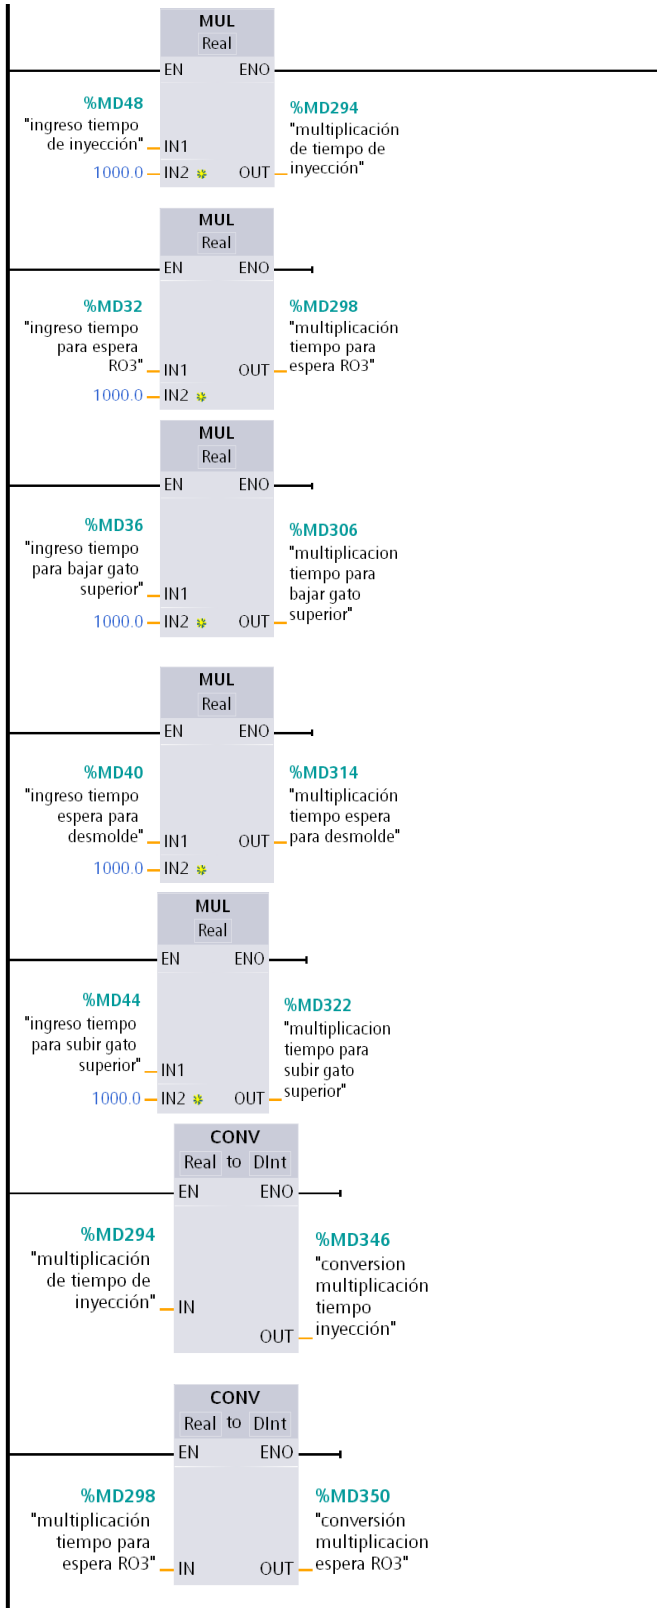 MUL
Real
EN ENO
%MD48
"ingreso tiempo
de inyección" IN1
1000.0 IN2 OUT
%MD294
"multiplicación
de tiempo de
inyección"
MUL
Real
EN ENO
%MD32
"ingreso tiempo
para espera
RO3" IN1
1000.0 IN2
OUT
%MD298
"multiplicación
tiempo para
espera RO3"
MUL
Real
EN ENO
%MD36
"ingreso tiempo
para bajar gato
superior" IN1
1000.0 IN2 OUT
%MD306
"multiplicacion
tiempo para
bajar gato
superior"
MUL
Real
EN ENO
%MD40
"ingreso tiempo
espera para
desmolde" IN1
1000.0 IN2
OUT
%MD314
"multiplicación
tiempo espera
para desmolde"
MUL
Real
EN ENO
%MD44
"ingreso tiempo
para subir gato
superior" IN1
1000.0 IN2 OUT
%MD322
"multiplicacion
tiempo para
subir gato
superior"
CONV
Real to DInt
EN ENO
%MD294
"multiplicación
de tiempo de
inyección" IN
OUT
%MD346
"conversion
multiplicación
tiempo
inyección"
CONV
Real to DInt
EN ENO
%MD298
"multiplicación
tiempo para
espera RO3" IN
OUT
%MD350
"conversión
multiplicacion
espera RO3"